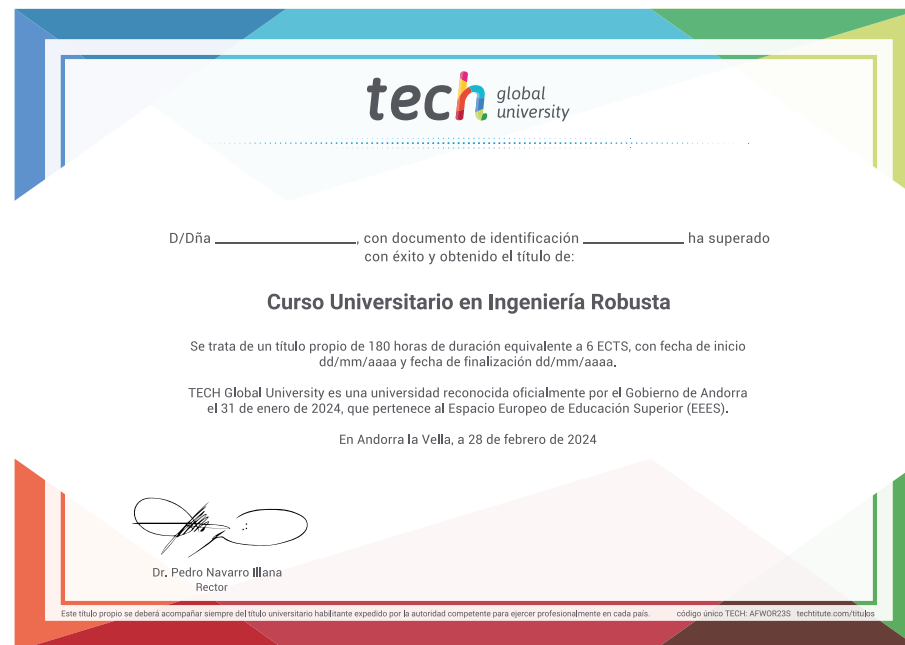 tech global university
D/Dña ____________________, con documento de identificación ______________ ha superado
con éxito y obtenido el título de:
Curso Universitario en Ingeniería Robusta
Se trata de un título propio de 180 horas de duración equivalente a 6 ECTS, con fecha de inicio
dd/mm/aaaa y fecha de finalización dd/mm/aaaa.
TECH Global University es una universidad reconocida oficialmente por el Gobierno de Andorra
el 31 de enero de 2024, que pertenece al Espacio Europeo de Educación Superior (EEES).
En Andorra la Vella, a 28 de febrero de 2024
Dr. Pedro Navarro Illana
Rector
Este título propio se deberá acompañar siempre del título universitario habilitante expedido por la autoridad competente para ejercer profesionalmente en cada país. código único TECH: AFWOR23S techtitute.com/titulos